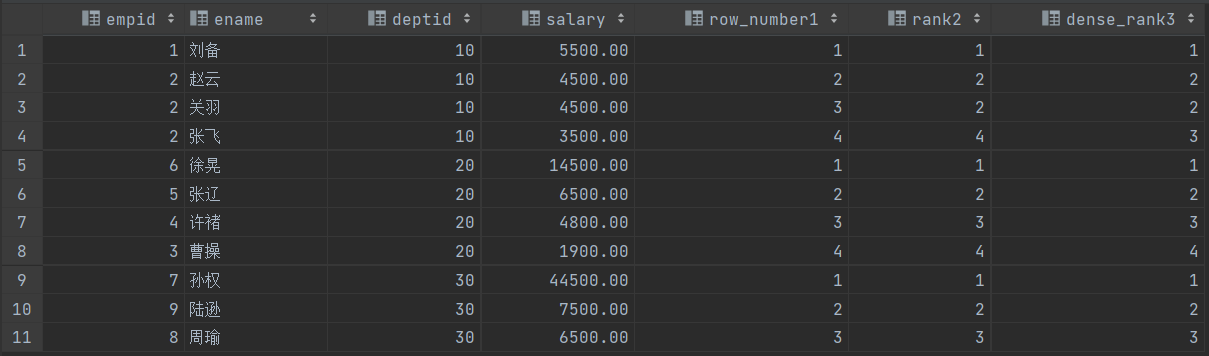 empid ename deptid salary row_number1 rank2 dense_rank3
1 1 刘备 10 5500.00 1 1 1
2 2 赵云 10 4500.00 2 2 2
3 2 关羽 10 4500.00 3 2 2
4 2 张飞 10 3500.00 4 4 3
5 6 徐晃 20 14500.00 1 1 1
6 5 张辽 20 6500.00 2 2 2
7 4 许褚 20 4800.00 3 3 3
8 3 曹操 20 1900.00 4 4 4
9 7 孙权 30 44500.00 1 1 1
10 9 陆逊 30 7500.00 2 2 2
11 8 周瑜 30 6500.00 3 3 3